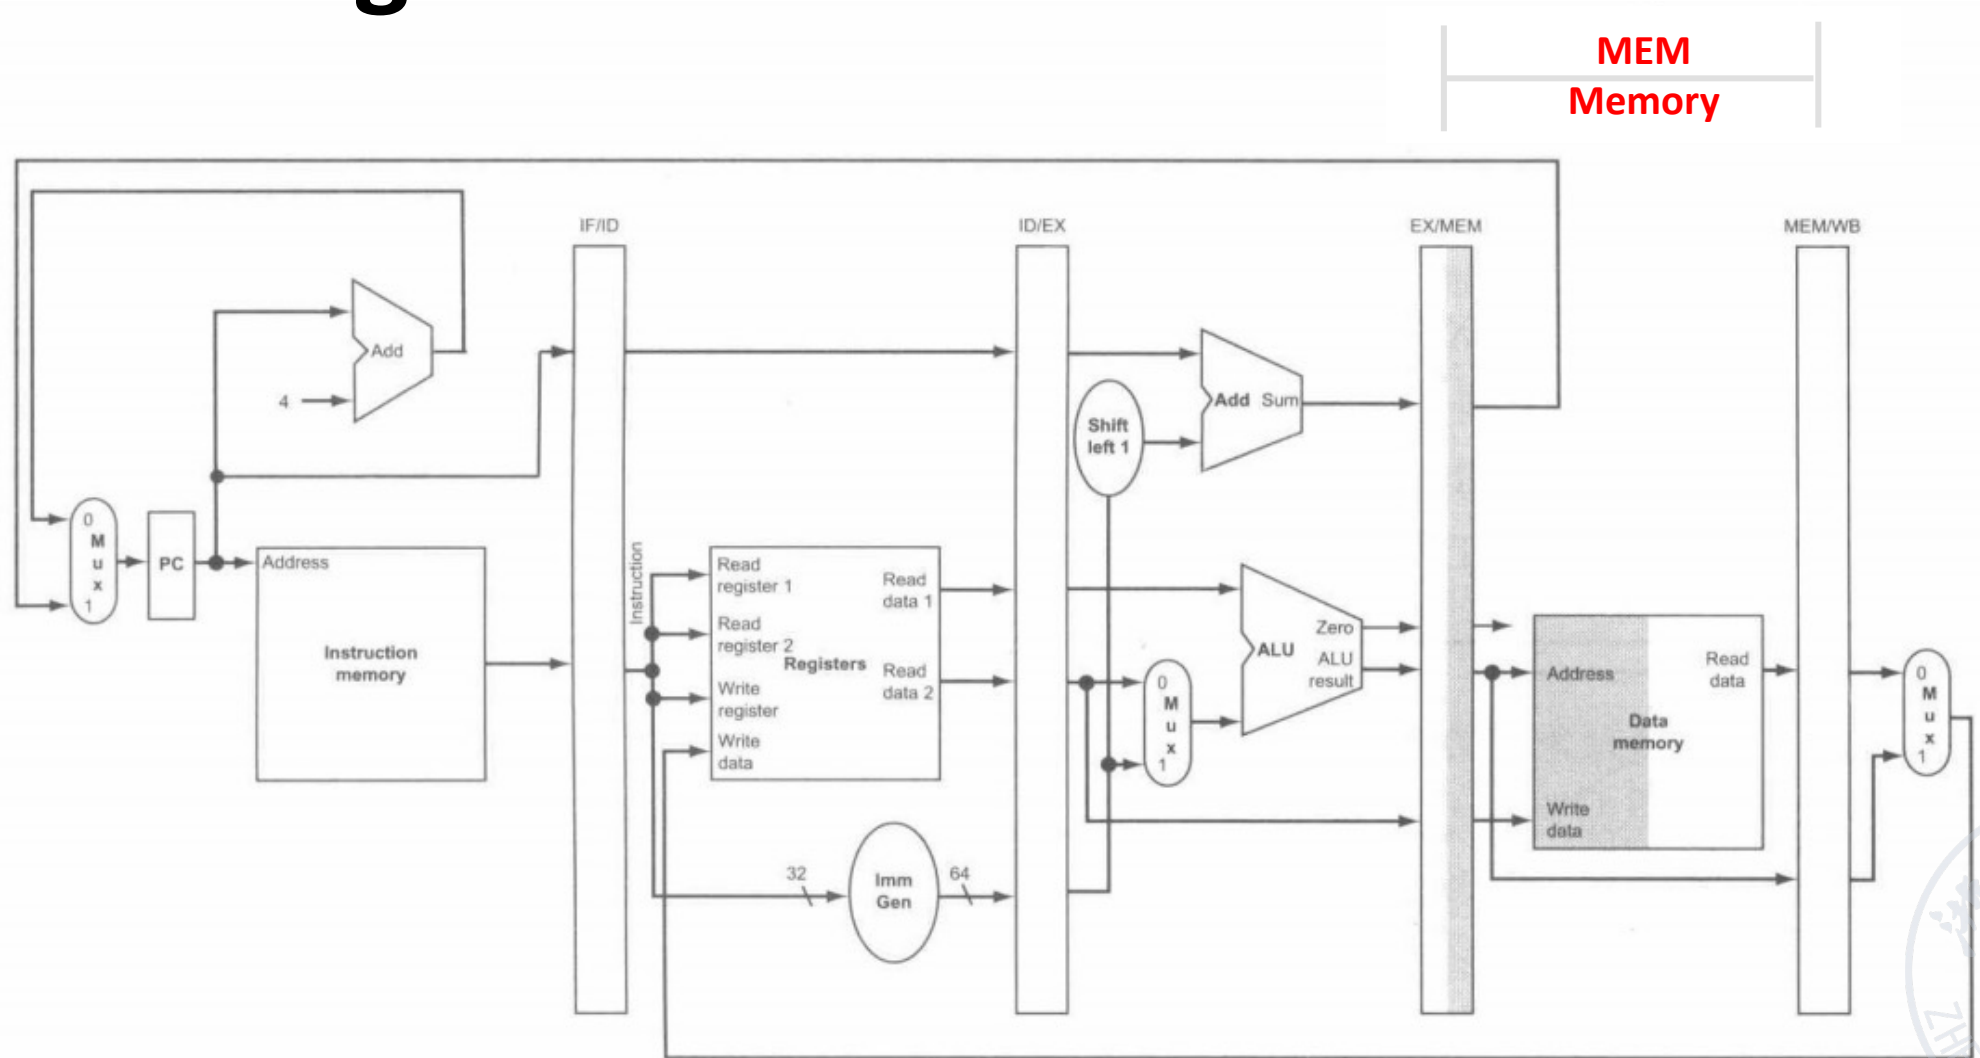 g
MEM
Memory
IF/ID
ID/EX
EX/MEM
MEM/WB
Add
4
Add Sum
Shift
left 1
0
M
u
x
1
PC
Address
Instruction
memory
Instruction
Read
register 1
Read
register 2
Write
register
Write
data
Registers
Read
data 1
Read
data 2
32
Imm
Gen
64
0
M
u
x
1
Zero
ALU
ALU
result
Address
Read
data
Data
memory
Write
data
0
M
u
x
1
ZH